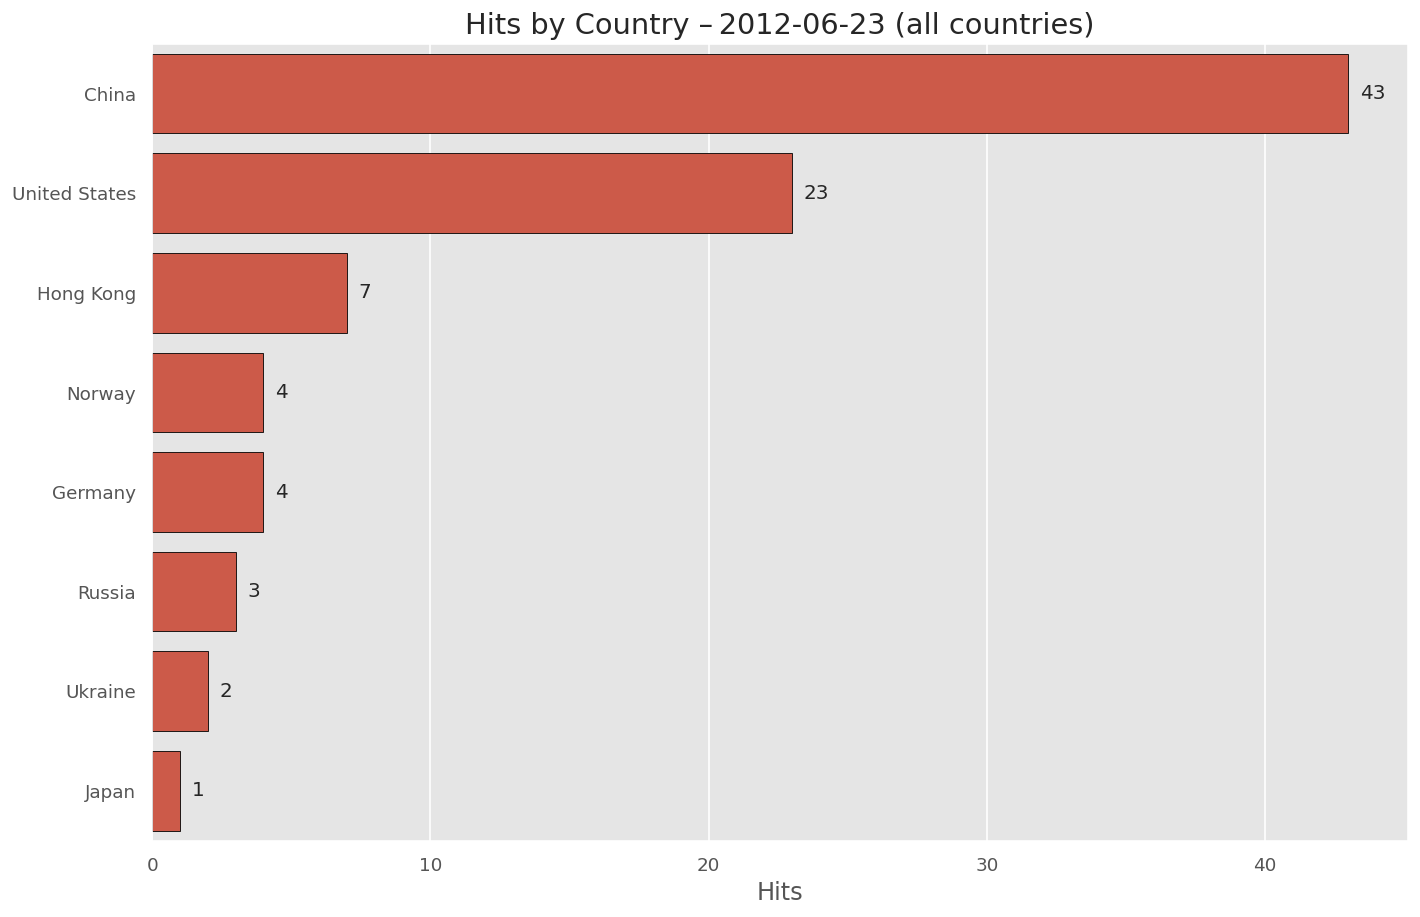 Hits by Country – 2012-06-23 (all countries)
China 43
United States 23
Hong Kong 7
Norway 4
Germany 4
Russia 3
Ukraine 2
Japan 1
0 10 20 30 40
Hits